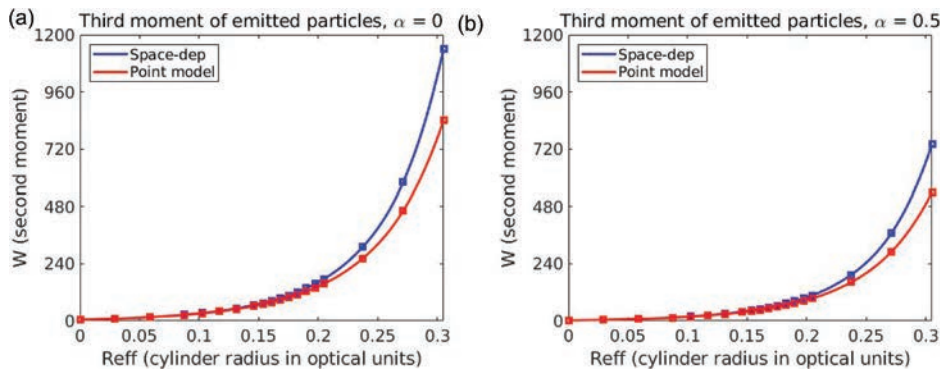 (a) Third moment of emitted particles, α = 0
1200
960
720
480
240
0
W (second moment)
Space-dep
Point model
0 0.05 0.1 0.15 0.2 0.25 0.3
Reff (cylinder radius in optical units)
(b) Third moment of emitted particles, α = 0.5
1200
960
720
480
240
0
W (second moment)
Space-dep
Point model
0 0.05 0.1 0.15 0.2 0.25 0.3
Reff (cylinder radius in optical units)